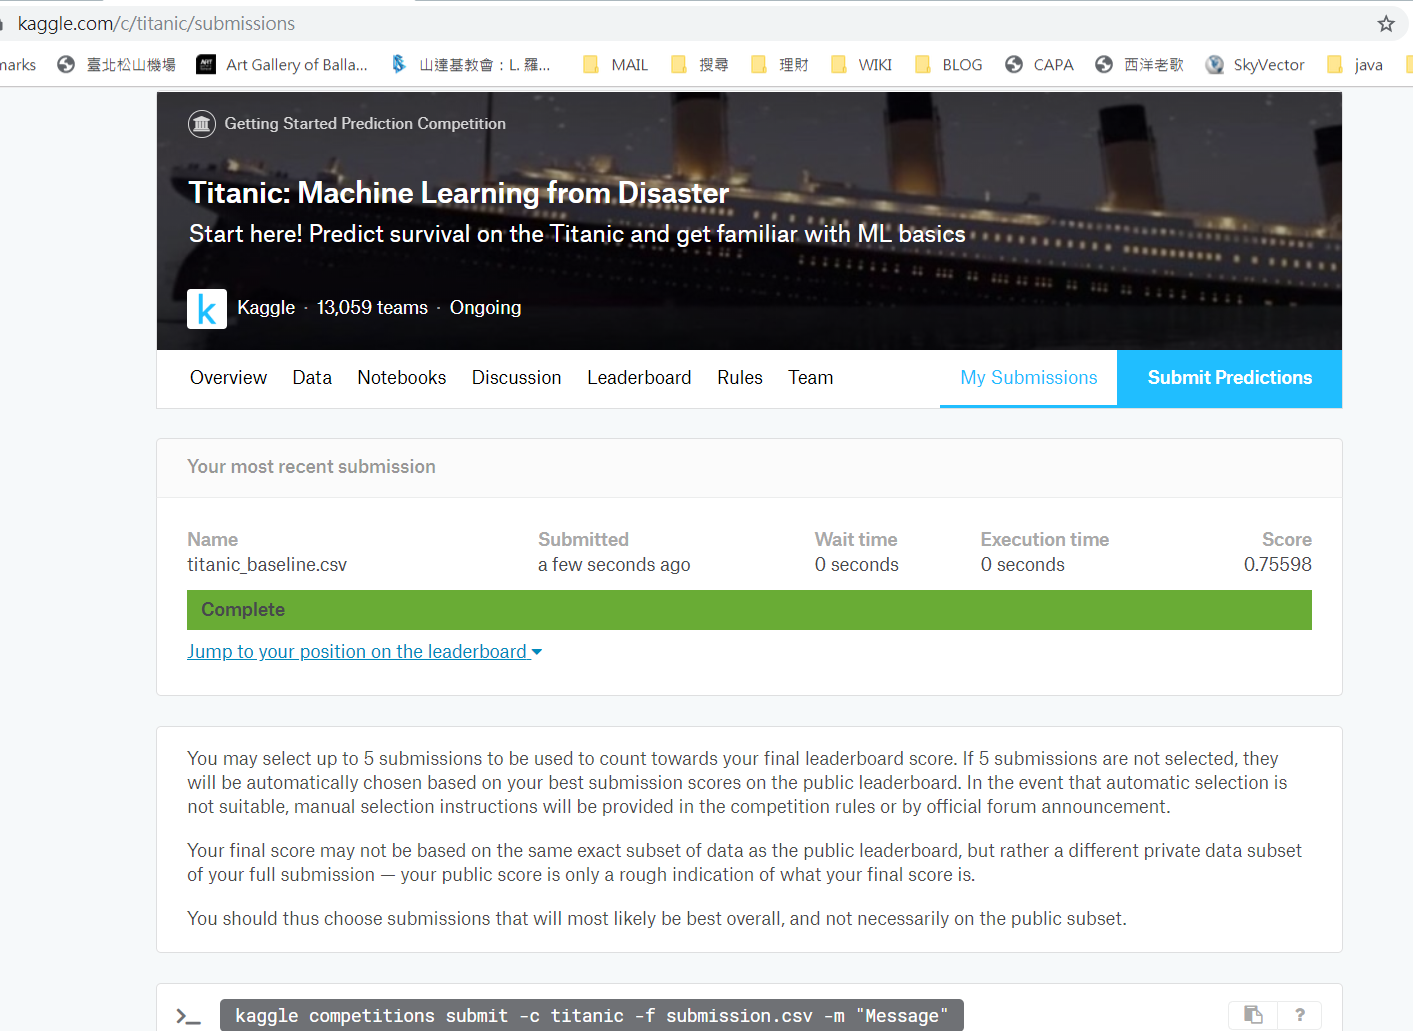 kaggle.com/c/titanic/submissions
marks 臺北松山機場 Art Gallery of Balla... 山達基教會：L. 羅... MAIL 搜尋 理財 WIKI BLOG CAPA 西洋老歌 SkyVector java
Getting Started Prediction Competition
Titanic: Machine Learning from Disaster
Start here! Predict survival on the Titanic and get familiar with ML basics
k Kaggle · 13,059 teams · Ongoing
Overview Data Notebooks Discussion Leaderboard Rules Team My Submissions Submit Predictions
Your most recent submission
Name Submitted Wait time Execution time Score
titanic_baseline.csv a few seconds ago 0 seconds 0 seconds 0.75598
Complete
Jump to your position on the leaderboard
You may select up to 5 submissions to be used to count towards your final leaderboard score. If 5 submissions are not selected, they
will be automatically chosen based on your best submission scores on the public leaderboard. In the event that automatic selection is
not suitable, manual selection instructions will be provided in the competition rules or by official forum announcement.
Your final score may not be based on the same exact subset of data as the public leaderboard, but rather a different private data subset
of your full submission — your public score is only a rough indication of what your final score is.
You should thus choose submissions that will most likely be best overall, and not necessarily on the public subset.
>_ kaggle competitions submit -c titanic -f submission.csv -m "Message" ?